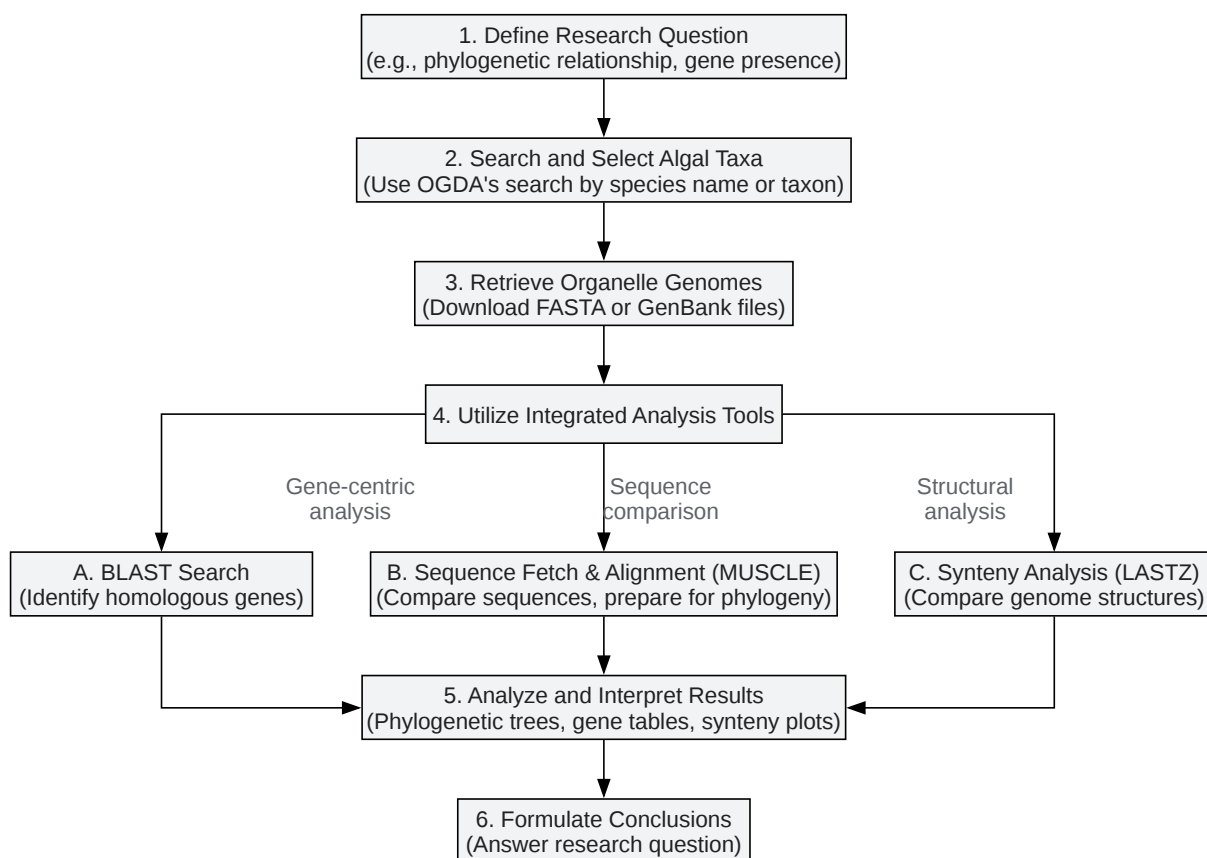 1. Define Research Question
(e.g., phylogenetic relationship, gene presence)
2. Search and Select Algal Taxa
(Use OGDA's search by species name or taxon)
3. Retrieve Organelle Genomes
(Download FASTA or GenBank files)
4. Utilize Integrated Analysis Tools
Gene-centric
analysis
Sequence
comparison
Structural
analysis
A. BLAST Search
(Identify homologous genes)
B. Sequence Fetch & Alignment (MUSCLE)
(Compare sequences, prepare for phylogeny)
C. Synteny Analysis (LASTZ)
(Compare genome structures)
5. Analyze and Interpret Results
(Phylogenetic trees, gene tables, synteny plots)
6. Formulate Conclusions
(Answer research question)